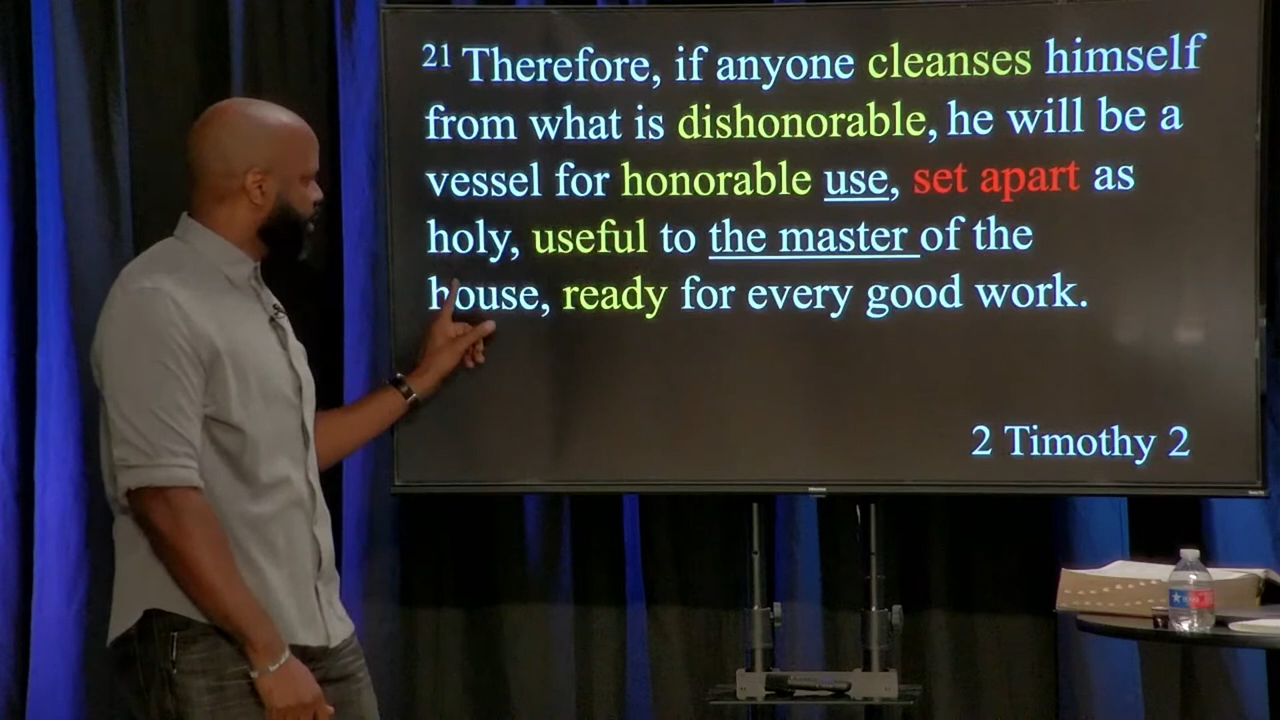 21 Therefore, if anyone cleanses himself
from what is dishonorable, he will be a
vessel for honorable use, set apart as
holy, useful to the master of the
house, ready for every good work.
2 Timothy 2